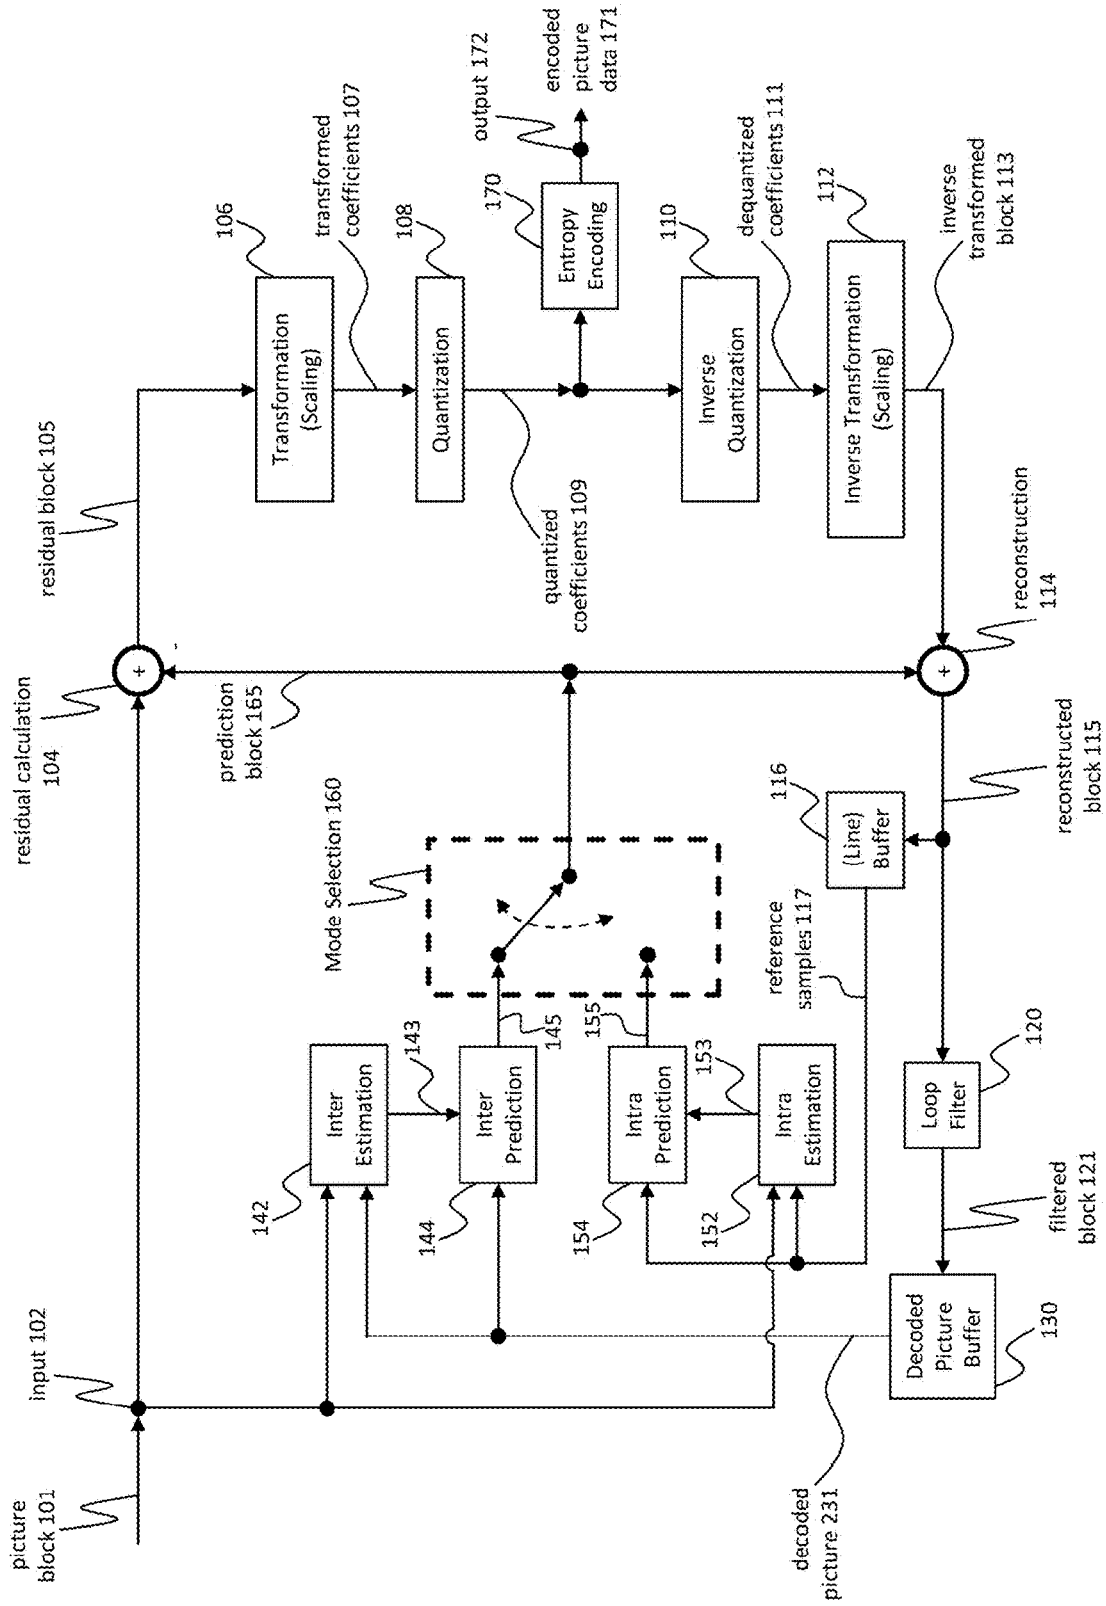 picture
block 101
input 102
residual calculation
104
residual block 105
106
Transformation
(Scaling)
transformed
coefficients 107
108
Quantization
quantized
coefficients 109
170
Entropy
Encoding
output 172
encoded
picture
data 171
110
Inverse
Quantization
dequantized
coefficients 111
112
Inverse Transformation
(Scaling)
inverse
transformed
block 113
+
+
prediction
block 165
Mode Selection 160
142
Inter
Estimation
143
144
Inter
Prediction
145
154
Intra
Prediction
155
152
Intra
Estimation
153
reference
samples 117
116
(Line)
Buffer
reconstruction
114
reconstructed
block 115
120
Loop
Filter
filtered
block 121
Decoded
Picture
Buffer
130
decoded
picture 231